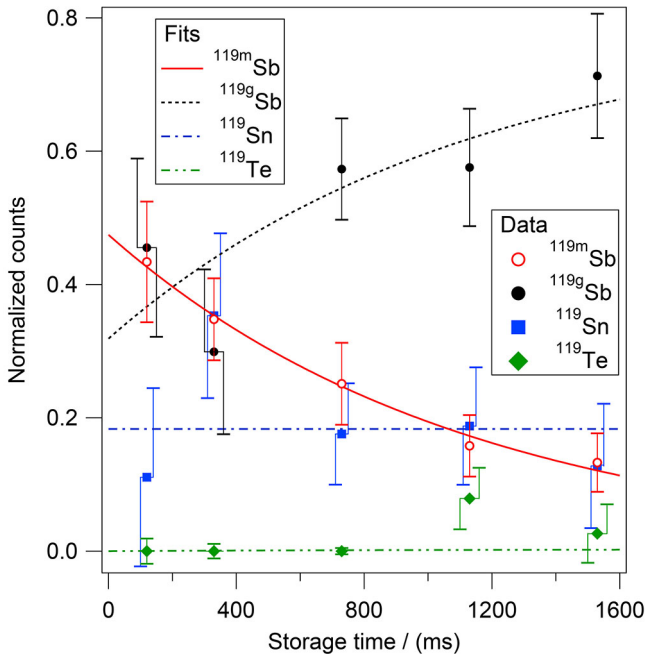 Fits
119mSb
119gSb
119Sn
119Te
Data
119mSb
119gSb
119Sn
119Te
Normalized counts
0.8
0.6
0.4
0.2
0.0
0
400
800
1200
1600
Storage time / (ms)